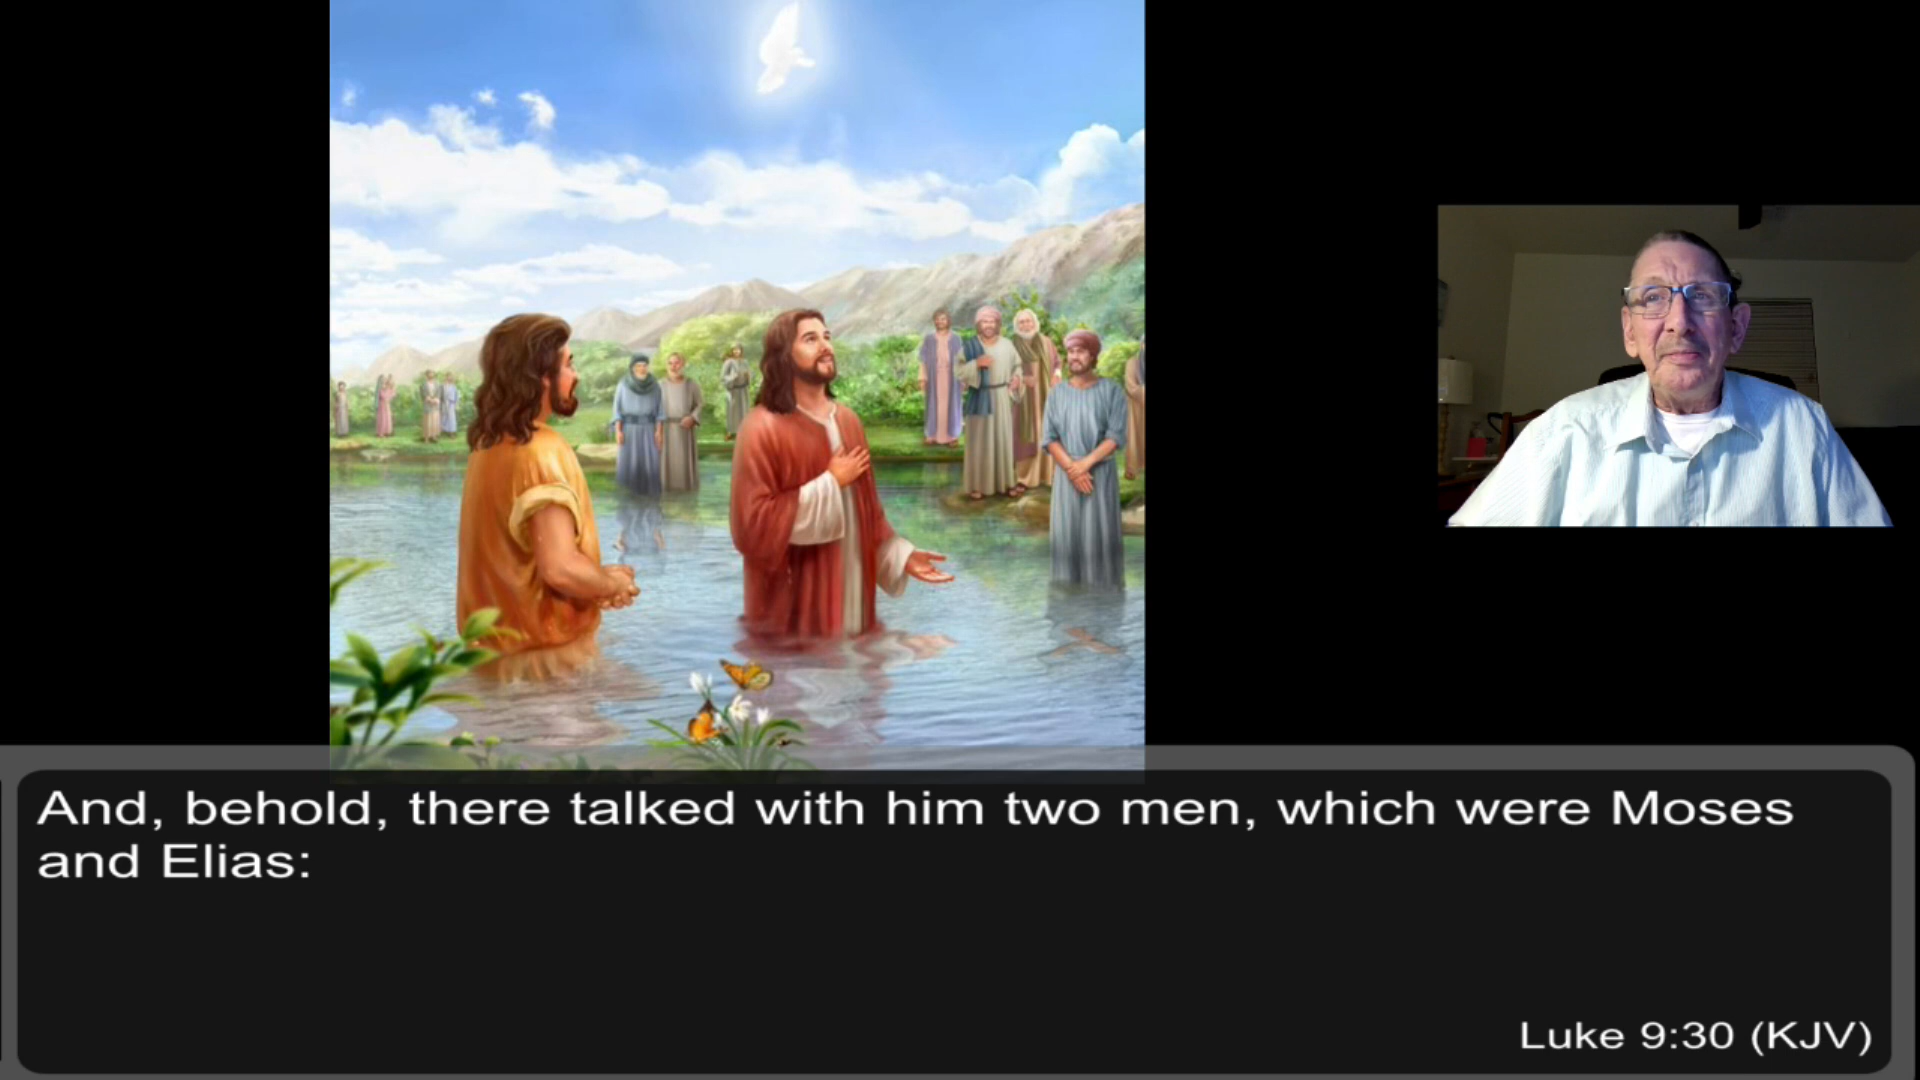 And, behold, there talked with him two men, which were Moses
and Elias:
Luke 9:30 (KJV)